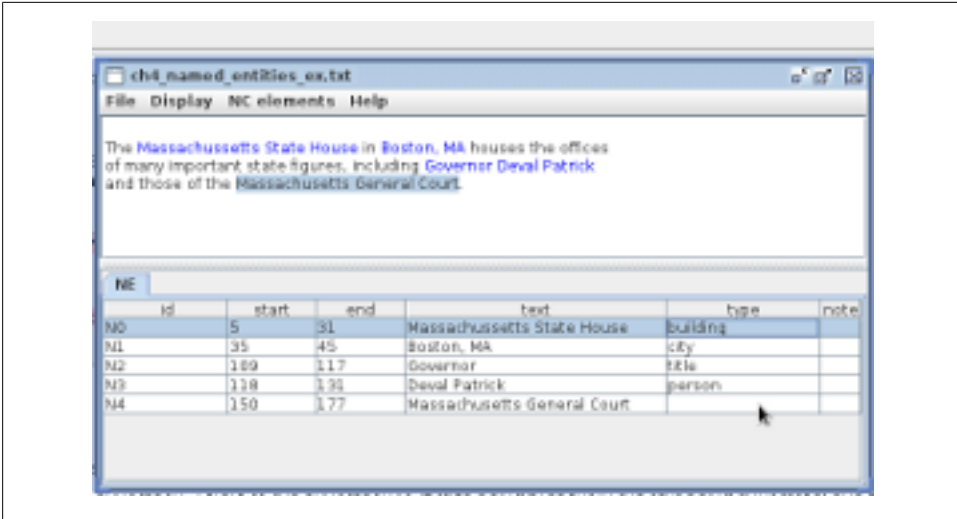 ch4_named_entities_ex.txt
File Display NC elements Help
The Massachussetts State House in Boston, MA houses the offices
of many important state figures, including Governor Deval Patrick
and those of the Massachusetts General Court.
NE
id start end text type note
N0 5 31 Massachussetts State House building
N1 35 45 Boston, MA city
N2 109 117 Governor title
N3 118 131 Deval Patrick person
N4 150 177 Massachusetts General Court